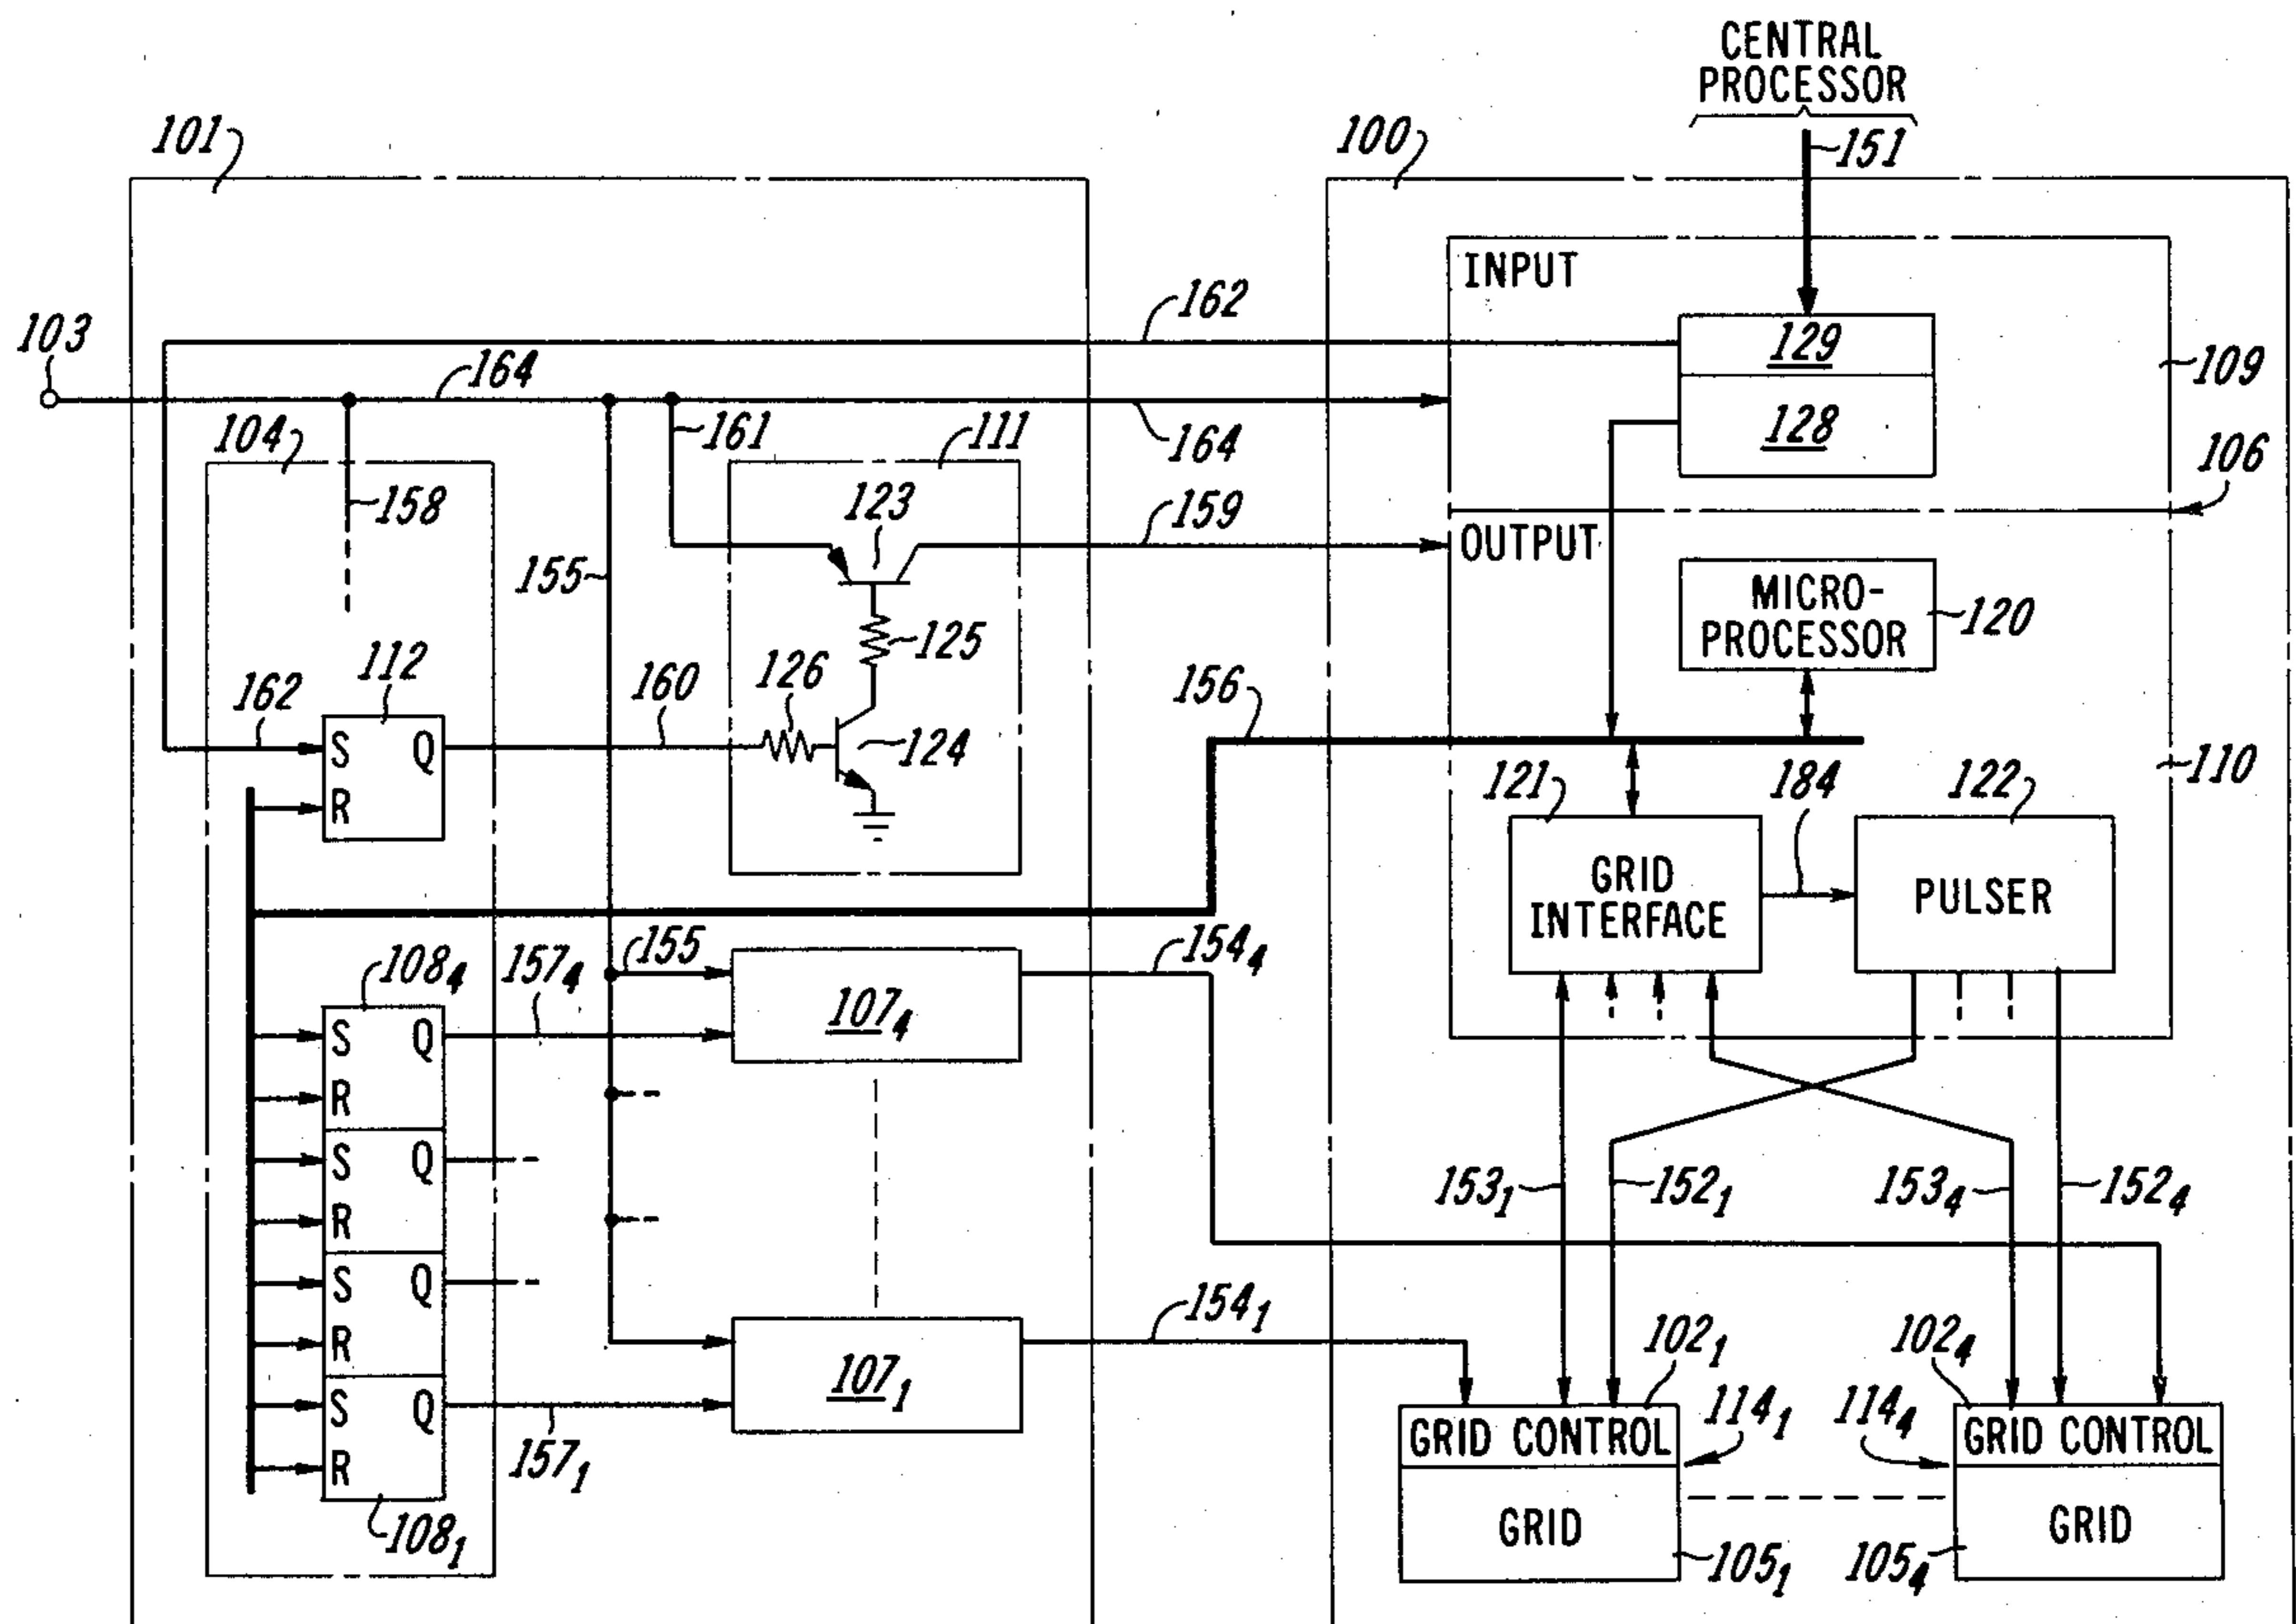 CENTRAL
PROCESSOR
101
100
151
INPUT
162
103
129
109
164
104
161
111
164
128
106
158
123
159
OUTPUT
155
MICRO-
PROCESSOR
120
125
112
126
160
156
162
S Q
124
R
121
184
122
110
GRID
INTERFACE
PULSER
108₄
157₄
155
154₄
S Q
107₄
R
S Q
153₁
152₁
153₄
152₄
R
S Q
154₁
R
102₁
102₄
S Q
107₁
GRID CONTROL
114₁
114₄
GRID CONTROL
R
157₁
GRID
GRID
108₁
105₁
105₄